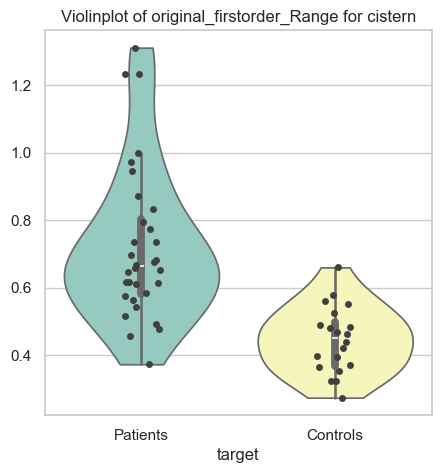 Violinplot of original_firstorder_Range for cistern
1.2
1.0
0.8
0.6
0.4
Patients
Controls
target